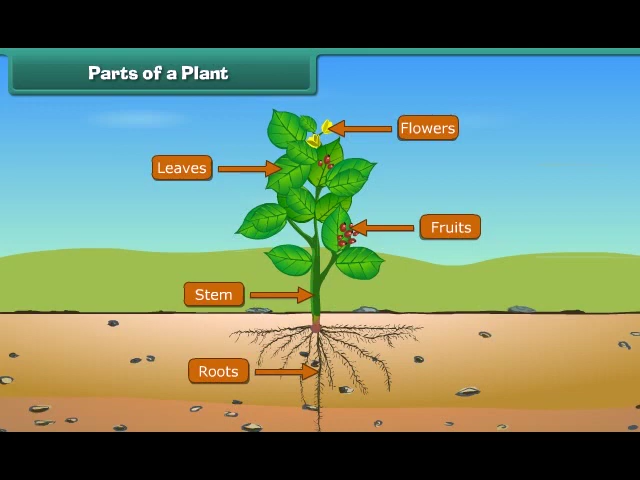 Parts of a Plant
Flowers
Leaves
Fruits
Stem
Roots